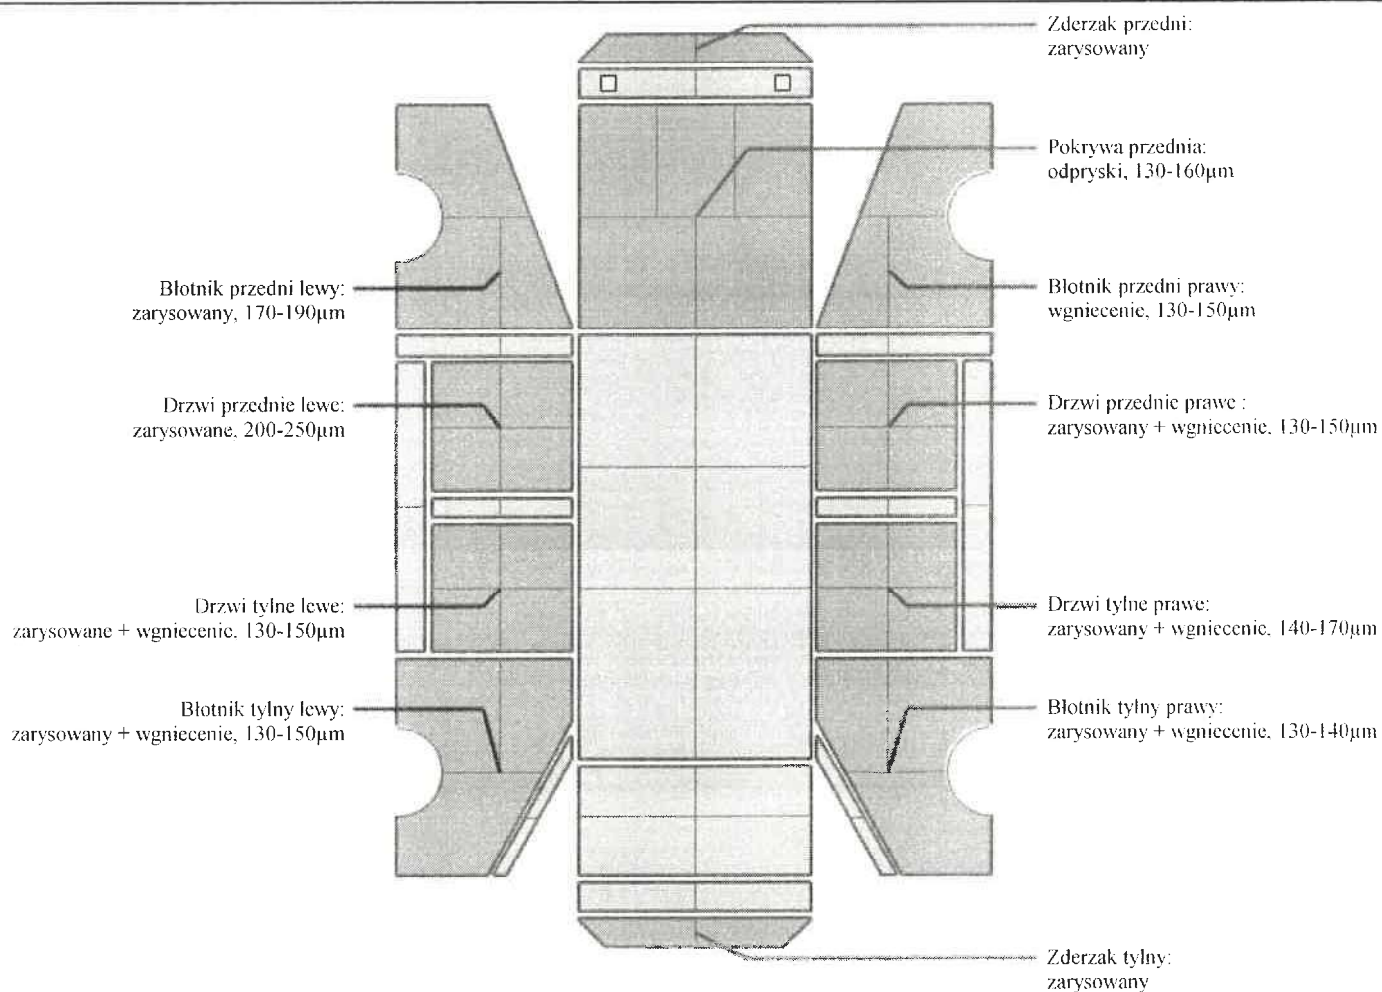 Zderzak przedni:
zarysowany
Pokrywa przednia:
odpryski, 130-160µm
Błotnik przedni lewy:
zarysowany, 170-190µm
Błotnik przedni prawy:
wgniecenie, 130-150µm
Drzwi przednie lewe:
zarysowane, 200-250µm
Drzwi przednie prawe :
zarysowany + wgniecenie, 130-150µm
Drzwi tylne lewe:
zarysowane + wgniecenie, 130-150µm
Drzwi tylne prawe:
zarysowany + wgniecenie, 140-170µm
Błotnik tylny lewy:
zarysowany + wgniecenie, 130-150µm
Błotnik tylny prawy:
zarysowany + wgniecenie, 130-140µm
Zderzak tylny:
zarysowany